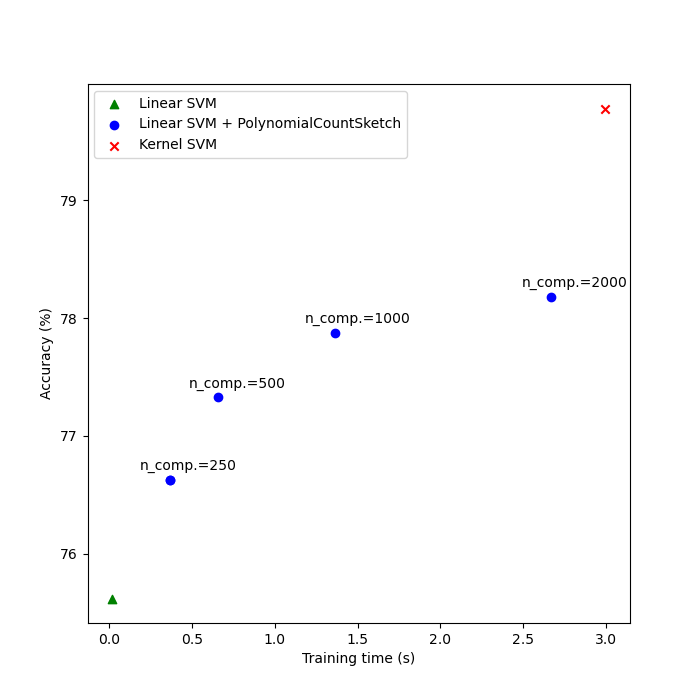 Linear SVM
Linear SVM + PolynomialCountSketch
Kernel SVM
n_comp.=2000
n_comp.=1000
n_comp.=500
n_comp.=250
Accuracy (%)
79
78
77
76
0.0 0.5 1.0 1.5 2.0 2.5 3.0
Training time (s)